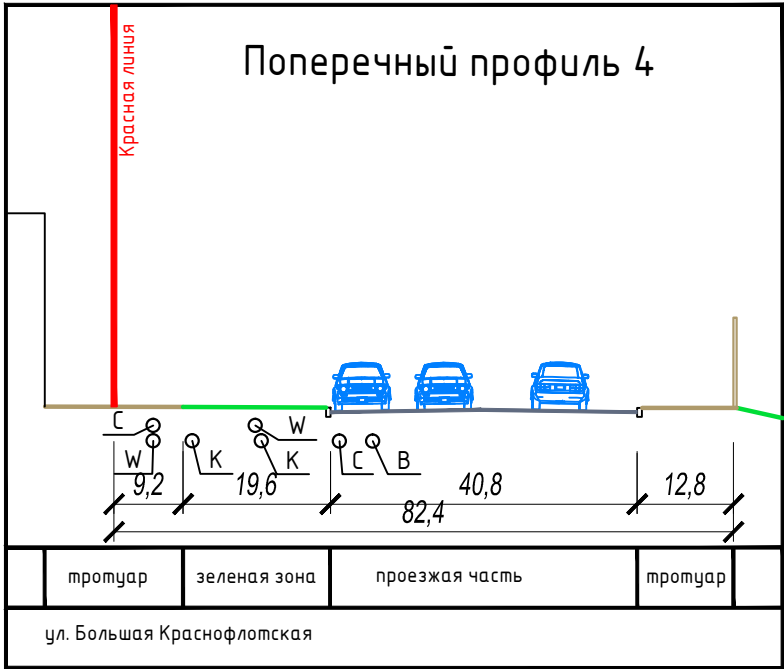 Поперечный профиль 4
Красная линия
C
W
W
K
K
C
B
9,2
19,6
40,8
12,8
82,4
тротуар
зеленая зона
проезжая часть
тротуар
ул. Большая Краснофлотская